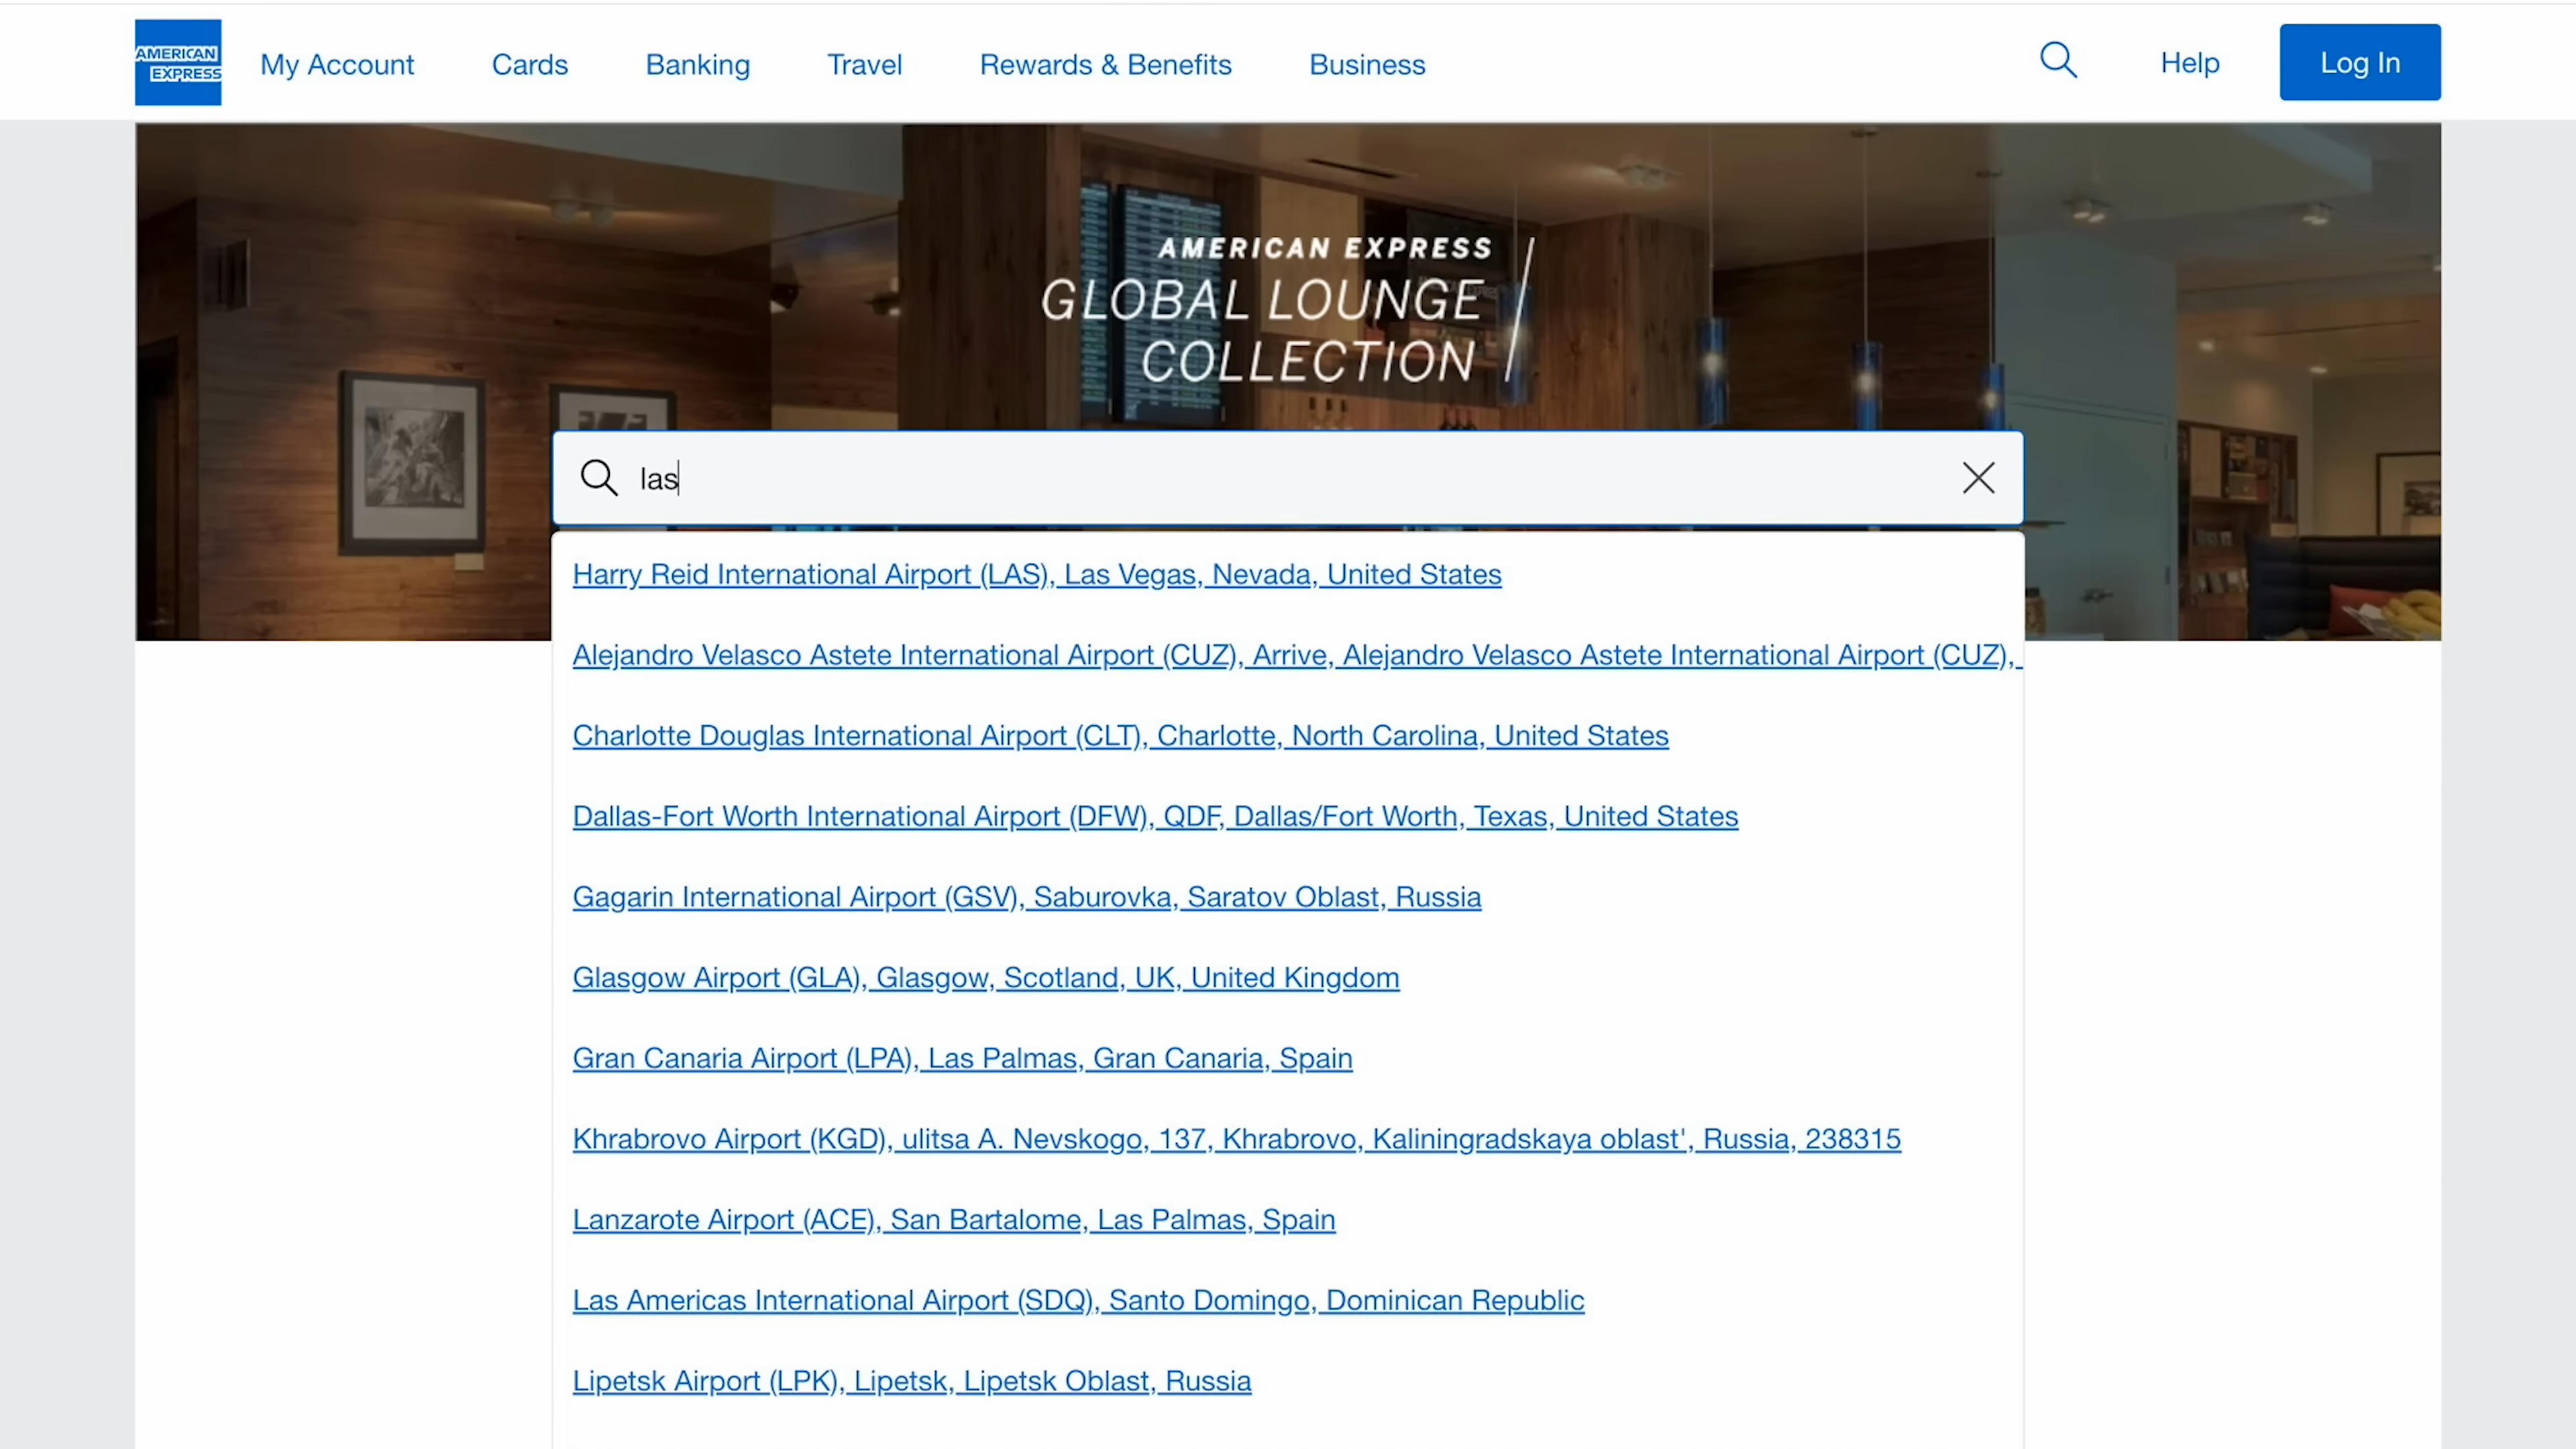 AMERICAN
EXPRESS
My Account
Cards
Banking
Travel
Rewards & Benefits
Business
Help
Log In
AMERICAN EXPRESS
GLOBAL LOUNGE
COLLECTION
las
Harry Reid International Airport (LAS), Las Vegas, Nevada, United States
Alejandro Velasco Astete International Airport (CUZ), Arrive, Alejandro Velasco Astete International Airport (CUZ),
Charlotte Douglas International Airport (CLT), Charlotte, North Carolina, United States
Dallas-Fort Worth International Airport (DFW), QDF, Dallas/Fort Worth, Texas, United States
Gagarin International Airport (GSV), Saburovka, Saratov Oblast, Russia
Glasgow Airport (GLA), Glasgow, Scotland, UK, United Kingdom
Gran Canaria Airport (LPA), Las Palmas, Gran Canaria, Spain
Khrabrovo Airport (KGD), ulitsa A. Nevskogo, 137, Khrabrovo, Kaliningradskaya oblast', Russia, 238315
Lanzarote Airport (ACE), San Bartalome, Las Palmas, Spain
Las Americas International Airport (SDQ), Santo Domingo, Dominican Republic
Lipetsk Airport (LPK), Lipetsk, Lipetsk Oblast, Russia